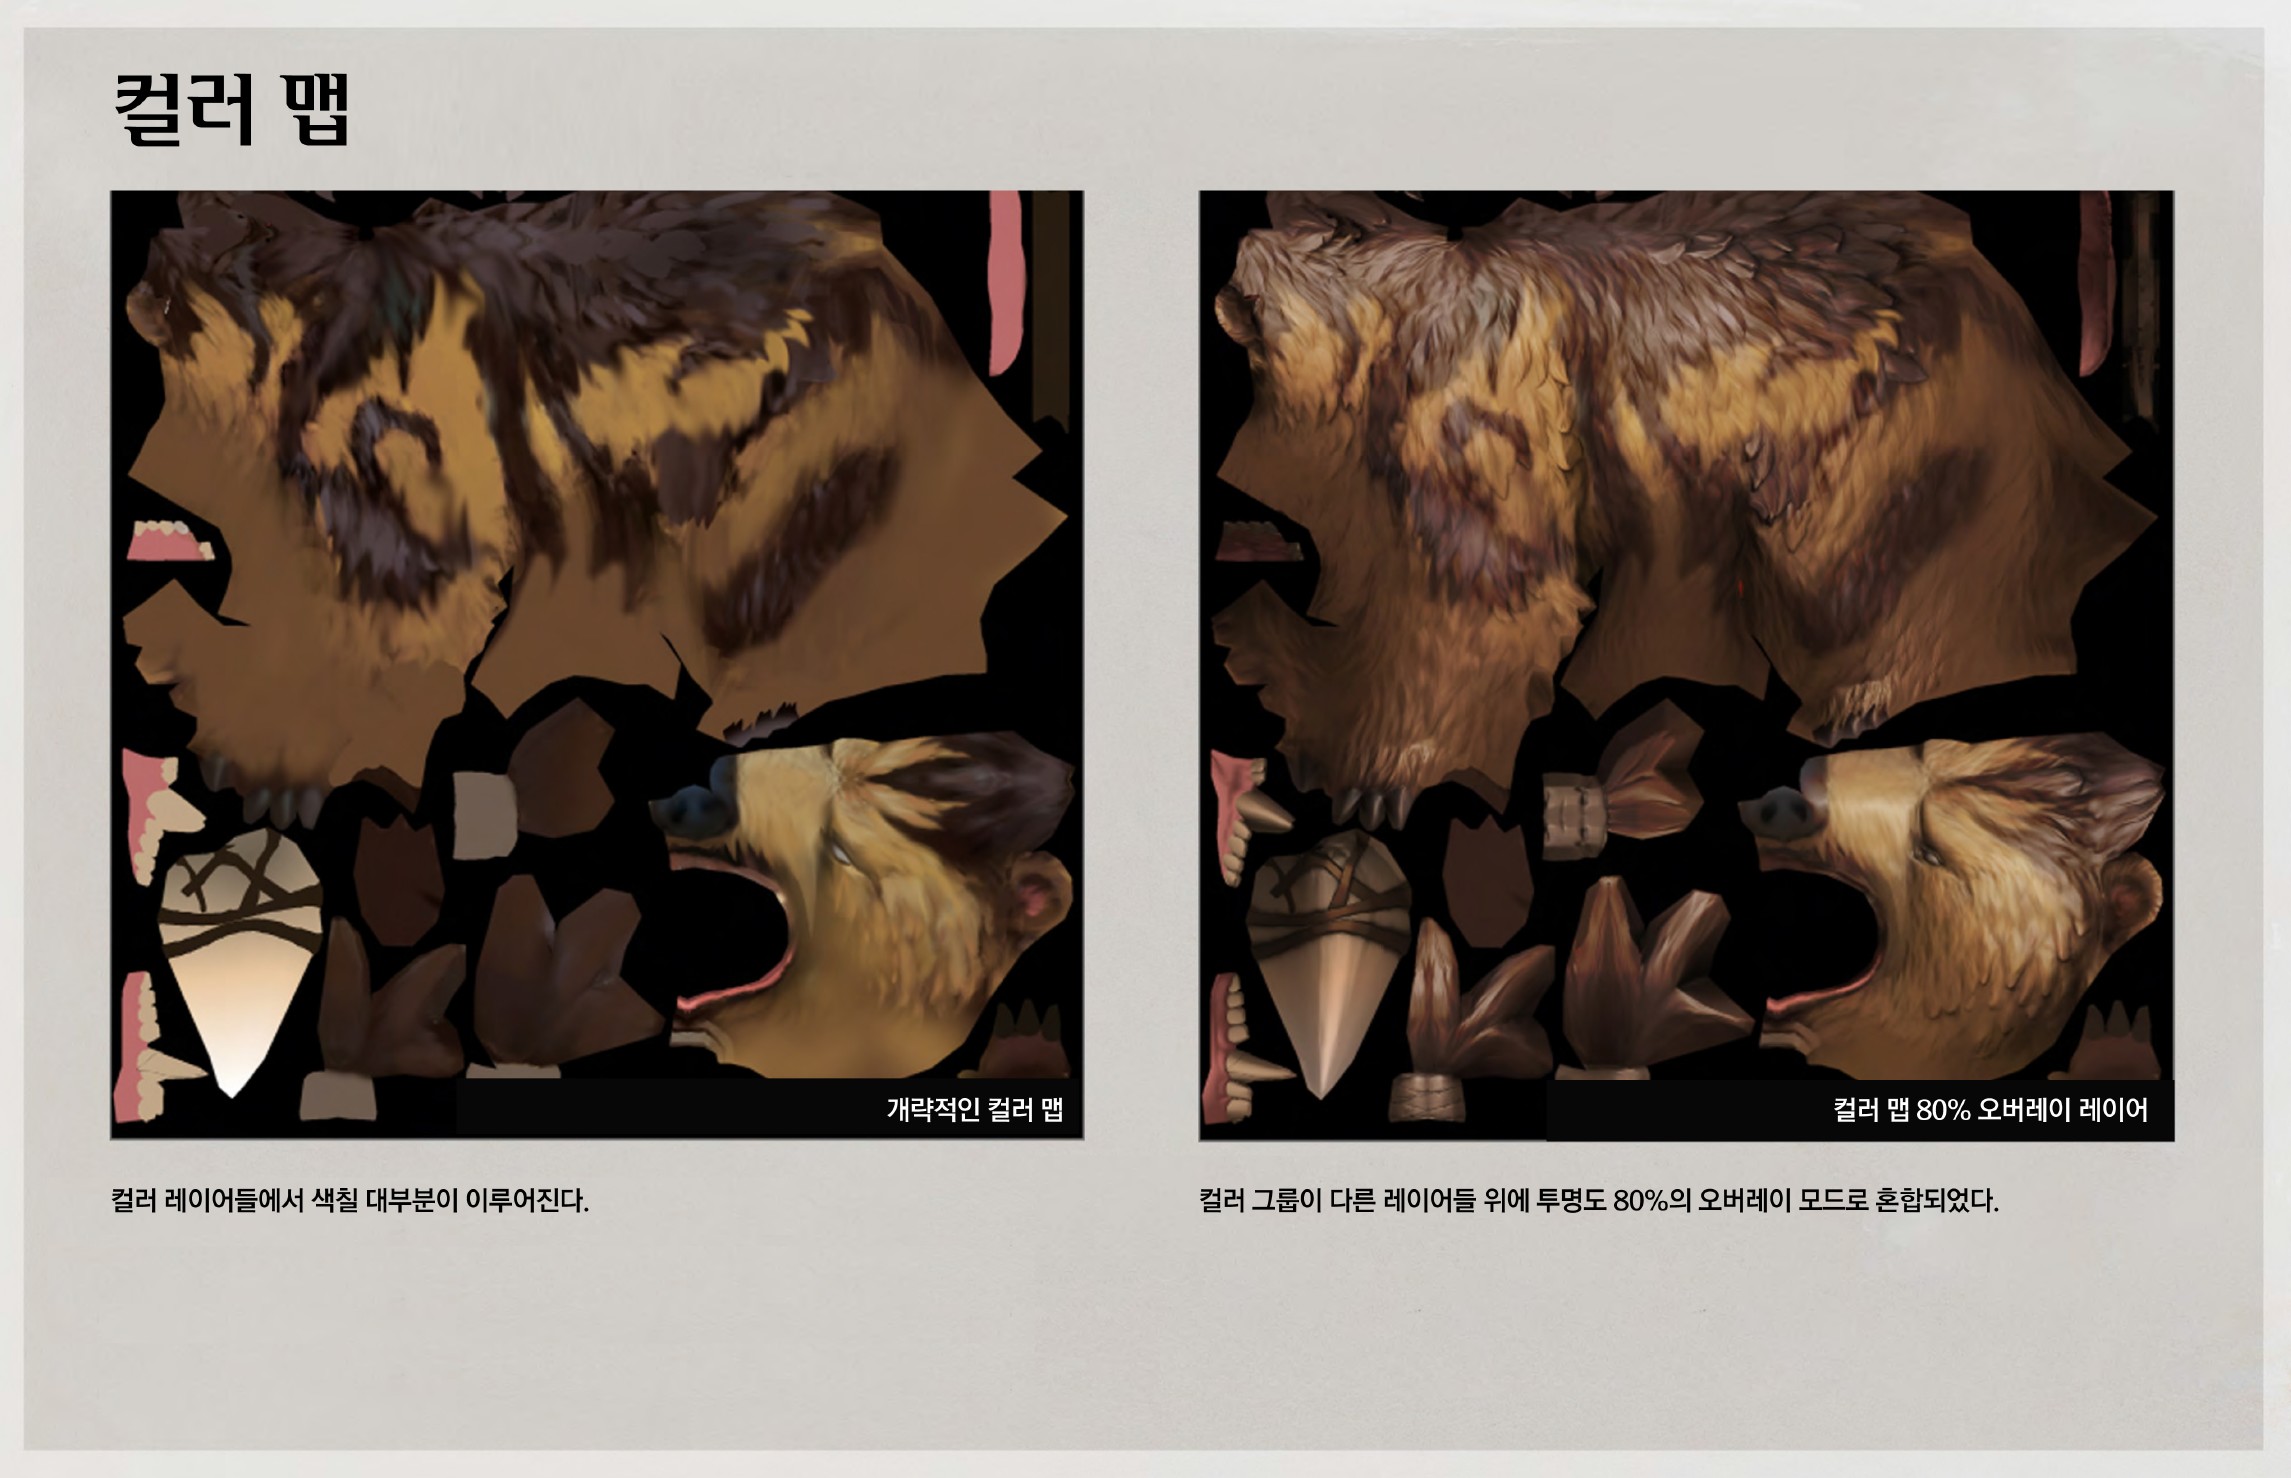 컬러 맵
개략적인 컬러 맵
컬러 맵 80% 오버레이 레이어
컬러 레이어들에서 색칠 대부분이 이루어진다.
컬러 그룹이 다른 레이어들 위에 투명도 80%의 오버레이 모드로 혼합되었다.